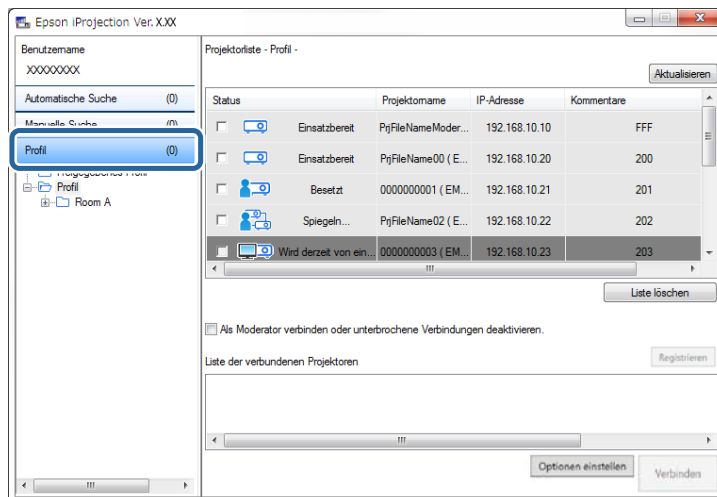 Epson iProjection Ver. X.XX
Benutzername
XXXXXXXX
Automatische Suche (0)
Manuelle Suche (0)
Profil (0)
Freigegebenes Profil
Profil
Room A
Projektorliste - Profil -
Aktualisieren
Status Projektorname IP-Adresse Kommentare
Einsatzbereit PrjFileNameModer... 192.168.10.10 FFF
Einsatzbereit PrjFileName00 ( E... 192.168.10.20 200
Besetzt 0000000001 ( EM... 192.168.10.21 201
Spiegeln... PrjFileName02 ( E... 192.168.10.22 202
Wird derzeit von ein... 0000000003 ( EM... 192.168.10.23 203
Liste löschen
Als Moderator verbinden oder unterbrochene Verbindungen deaktivieren.
Liste der verbundenen Projektoren
Registrieren
Optionen einstellen
Verbinden